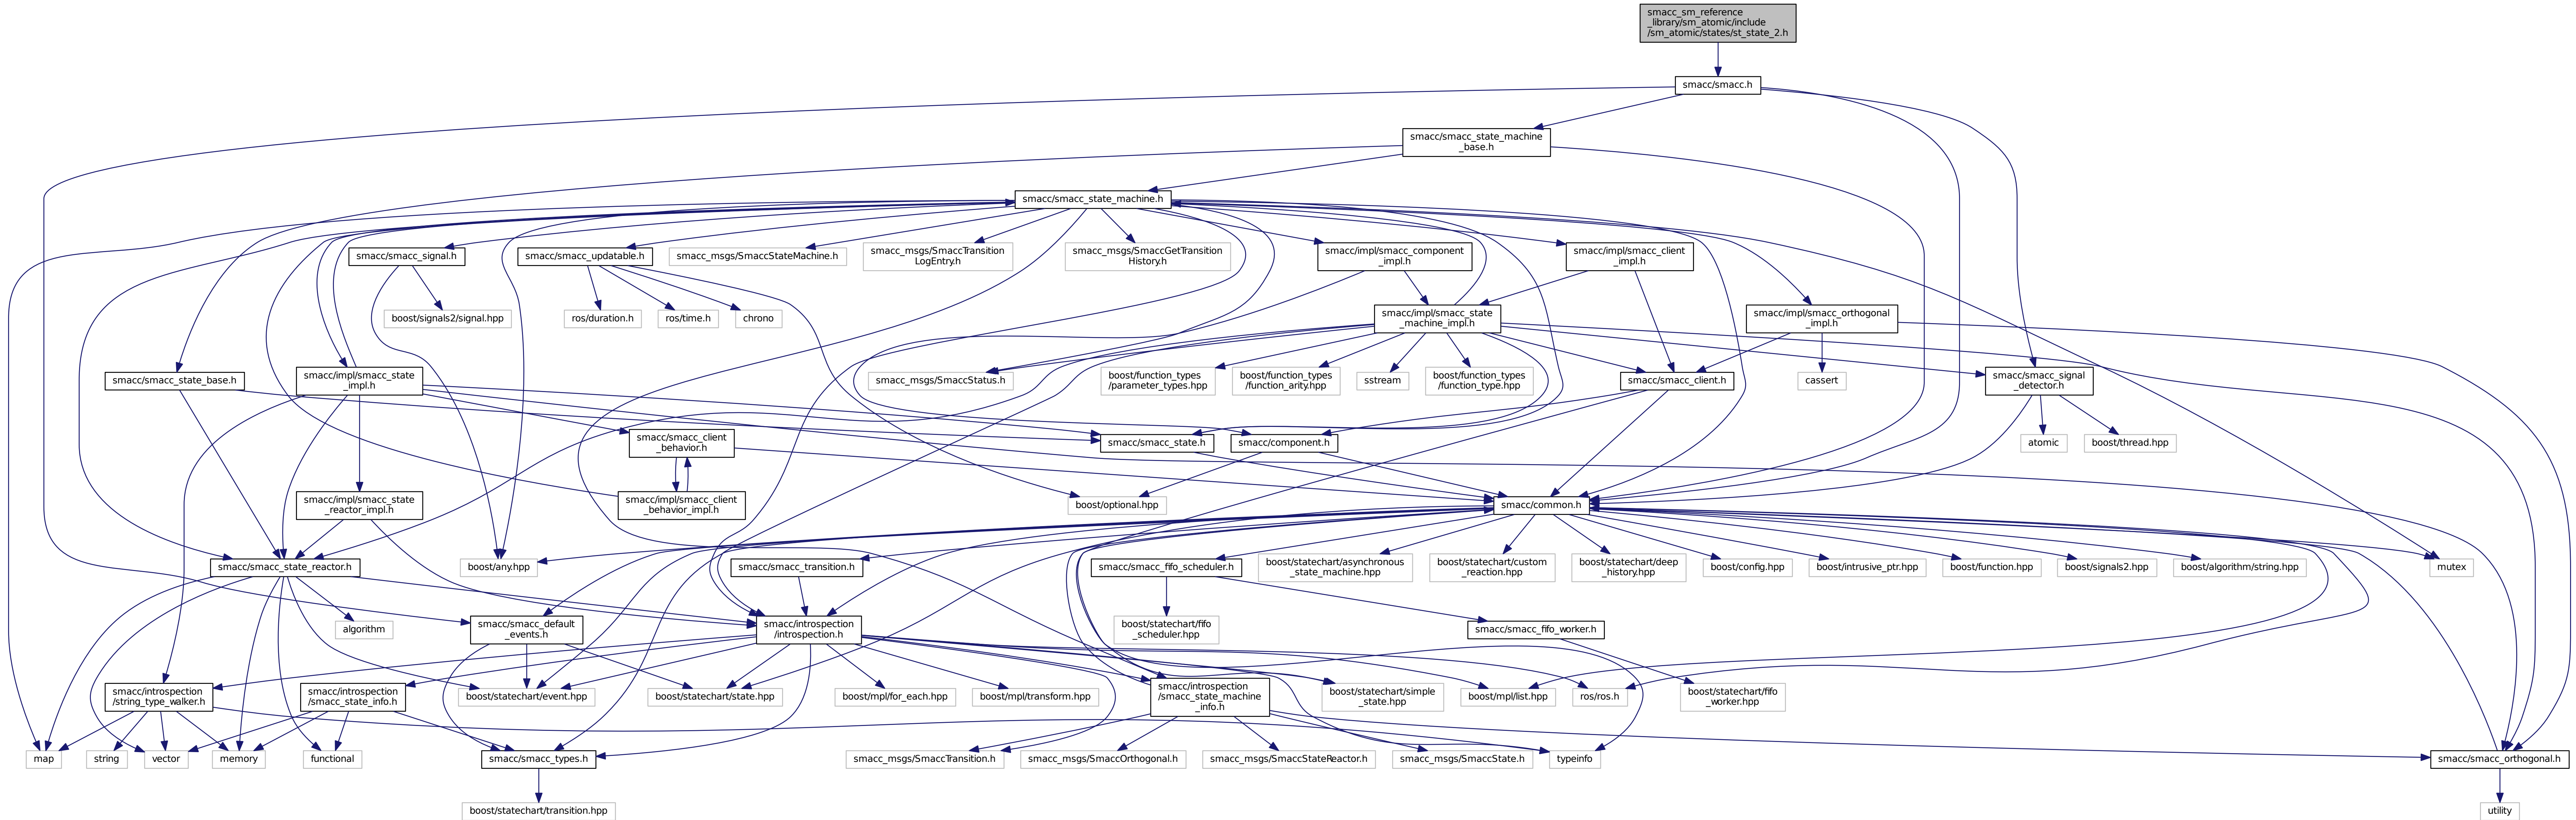 smacc_sm_reference
_library/sm_atomic/include
/sm_atomic/states/st_state_2.h
smacc/smacc.h
smacc/smacc_state_machine
_base.h
smacc/smacc_state_machine.h
smacc/smacc_signal.h
smacc/smacc_updatable.h
smacc_msgs/SmaccStateMachine.h
smacc_msgs/SmaccTransition
LogEntry.h
smacc_msgs/SmaccGetTransition
History.h
smacc/impl/smacc_component
_impl.h
smacc/impl/smacc_client
_impl.h
boost/signals2/signal.hpp
ros/duration.h
ros/time.h
chrono
smacc/impl/smacc_state
_machine_impl.h
smacc/impl/smacc_orthogonal
_impl.h
smacc/smacc_state_base.h
smacc/impl/smacc_state
_impl.h
smacc_msgs/SmaccStatus.h
boost/function_types
/parameter_types.hpp
boost/function_types
/function_arity.hpp
sstream
boost/function_types
/function_type.hpp
smacc/smacc_client.h
cassert
smacc/smacc_signal
_detector.h
smacc/smacc_client
_behavior.h
smacc/smacc_state.h
smacc/component.h
atomic
boost/thread.hpp
smacc/impl/smacc_state
_reactor_impl.h
smacc/impl/smacc_client
_behavior_impl.h
boost/optional.hpp
smacc/common.h
smacc/smacc_state_reactor.h
boost/any.hpp
smacc/smacc_transition.h
smacc/smacc_fifo_scheduler.h
boost/statechart/asynchronous
_state_machine.hpp
boost/statechart/custom
_reaction.hpp
boost/statechart/deep
_history.hpp
boost/config.hpp
boost/intrusive_ptr.hpp
boost/function.hpp
boost/signals2.hpp
boost/algorithm/string.hpp
mutex
algorithm
smacc/smacc_default
_events.h
smacc/introspection
/introspection.h
boost/statechart/fifo
_scheduler.hpp
smacc/smacc_fifo_worker.h
smacc/introspection
/string_type_walker.h
smacc/introspection
/smacc_state_info.h
boost/statechart/event.hpp
boost/statechart/state.hpp
boost/mpl/for_each.hpp
boost/mpl/transform.hpp
smacc/introspection
/smacc_state_machine
_info.h
boost/statechart/simple
_state.hpp
boost/mpl/list.hpp
ros/ros.h
boost/statechart/fifo
_worker.hpp
map
string
vector
memory
functional
smacc/smacc_types.h
smacc_msgs/SmaccTransition.h
smacc_msgs/SmaccOrthogonal.h
smacc_msgs/SmaccStateReactor.h
smacc_msgs/SmaccState.h
typeinfo
smacc/smacc_orthogonal.h
boost/statechart/transition.hpp
utility